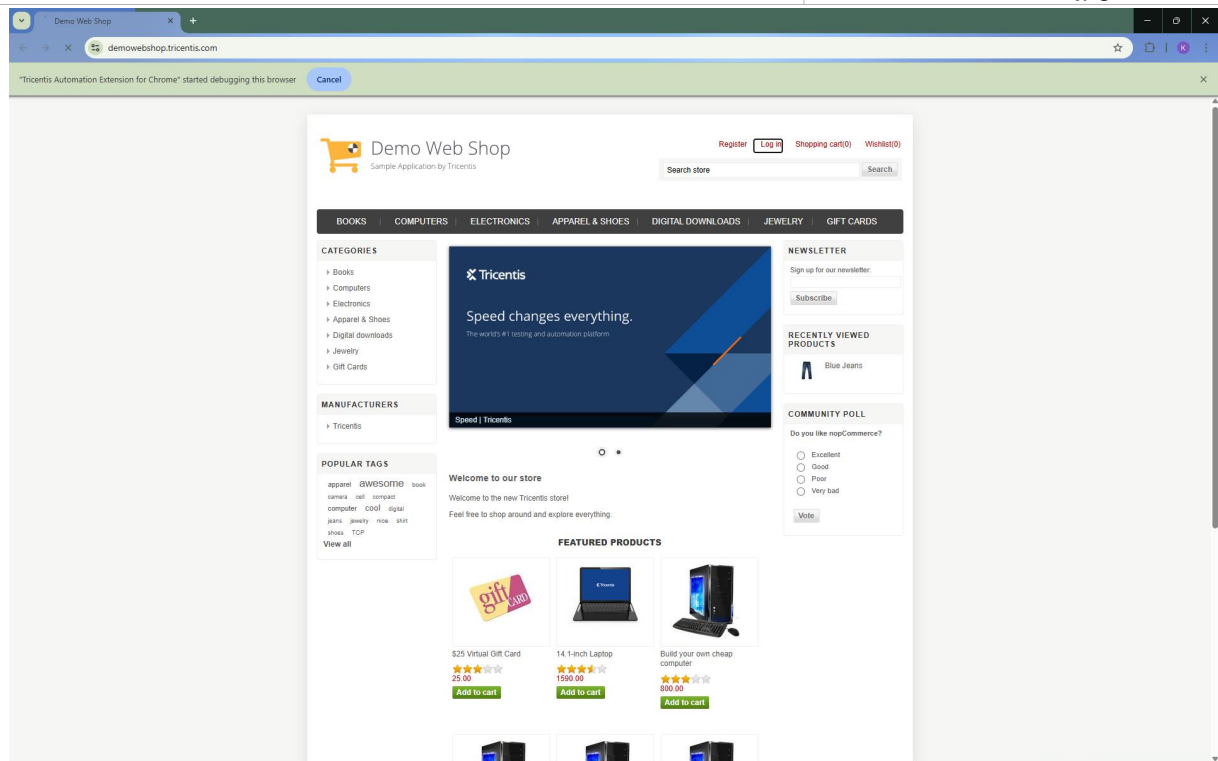 Demo Web Shop
demowebshop.tricentis.com
K
"Tricentis Automation Extension for Chrome" started debugging this browser Cancel
Demo Web Shop
Sample Application by Tricentis
Register Log in Shopping cart(0) Wishlist(0)
Search store Search
BOOKS | COMPUTERS | ELECTRONICS | APPAREL & SHOES | DIGITAL DOWNLOADS | JEWELRY | GIFT CARDS
CATEGORIES
Books
Computers
Electronics
Apparel & Shoes
Digital downloads
Jewelry
Gift Cards
MANUFACTURERS
Tricentis
POPULAR TAGS
apparel awesome book
camera cell compact
computer cool digital
jeans jewelry nice shirt
shoes TCP
View all
Tricentis
Speed changes everything.
The world's #1 testing and automation platform
Speed | Tricentis
Welcome to our store
Welcome to the new Tricentis store!
Feel free to shop around and explore everything.
FEATURED PRODUCTS
gift CARD
Tricentis
$25 Virtual Gift Card
25.00
Add to cart
14.1-inch Laptop
1590.00
Add to cart
Build your own cheap
computer
800.00
Add to cart
NEWSLETTER
Sign up for our newsletter:
Subscribe
RECENTLY VIEWED
PRODUCTS
Blue Jeans
COMMUNITY POLL
Do you like nopCommerce?
Excellent
Good
Poor
Very bad
Vote